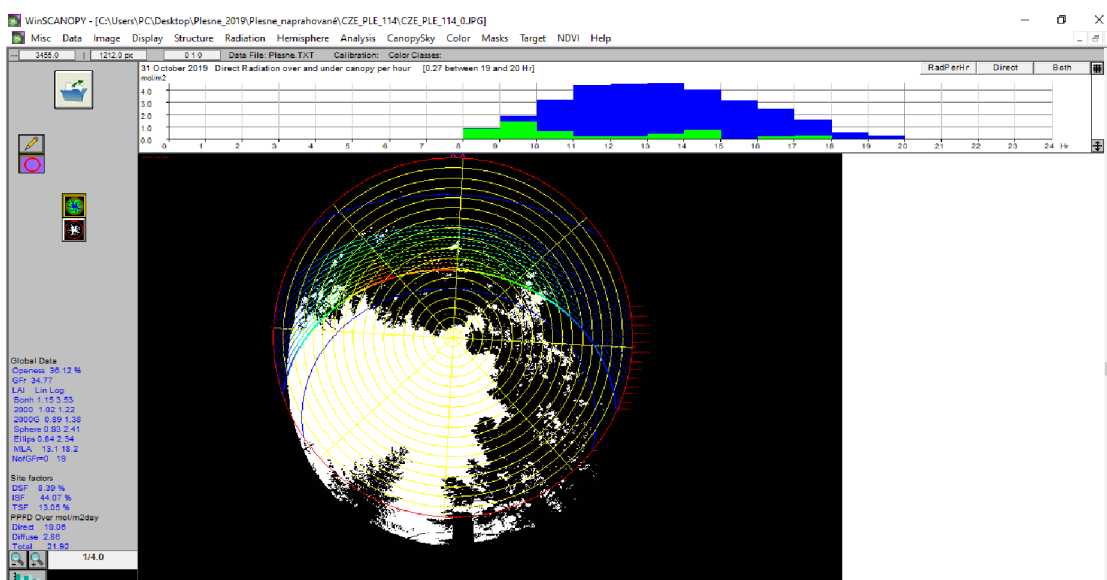 WinSCANOPY - [C:\Users\PC\Desktop\Plesne_2019\Plesne_naprahované\CZE_PLE_114\CZE_PLE_114_0.JPG]
Misc Data Image Display Structure Radiation Hemisphere Analysis CanopySky Color Masks Target NDVI Help
3455.0 1212.0 px 0 1 0 Data File: Plesne.TXT Calibration: Color Classes:
31 October 2019 Direct Radiation over and under canopy per hour [0.27 between 19 and 20 Hr] RadPerHr Direct Both
mol/m2
4.0
3.0
2.0
1.0
0.0
0 1 2 3 4 5 6 7 8 9 10 11 12 13 14 15 16 17 18 19 20 21 22 23 24 Hr
Global Data
Openess 36.12 %
GFr 34.77
LAI Lin Log
Bonh 1.15 3.53
2000 1.02 1.22
2000G 0.89 1.38
Sphere 0.93 2.41
Ellips 0.84 2.34
MLA 13.1 18.2
NofGFr=0 19
Site factors
DSF 8.39 %
ISF 44.07 %
TSF 13.05 %
PPFD Over mol/m2day
Direct 19.06
Diffuse 2.86
Total 21.92
1/4.0